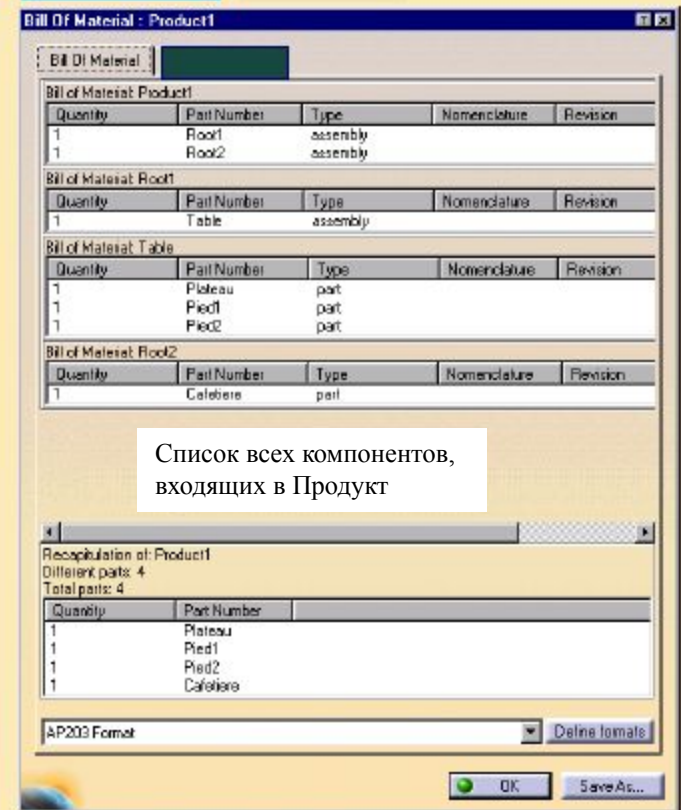 Bill Of Material : Product1
Bill Of Material
Bill of Material: Product1
Quantity Part Number Type Nomenclature Revision
1 Root1 assembly
1 Root2 assembly
Bill of Material: Root1
Quantity Part Number Type Nomenclature Revision
1 Table assembly
Bill of Material: Table
Quantity Part Number Type Nomenclature Revision
1 Plateau part
1 Pied1 part
1 Pied2 part
Bill of Material: Root2
Quantity Part Number Type Nomenclature Revision
1 Cafetiere part
Список всех компонентов,
входящих в Продукт
Recapitulation of: Product1
Different parts: 4
Total parts: 4
Quantity Part Number
1 Plateau
1 Pied1
1 Pied2
1 Cafetiere
AP203 Format Define formats
OK Save As...